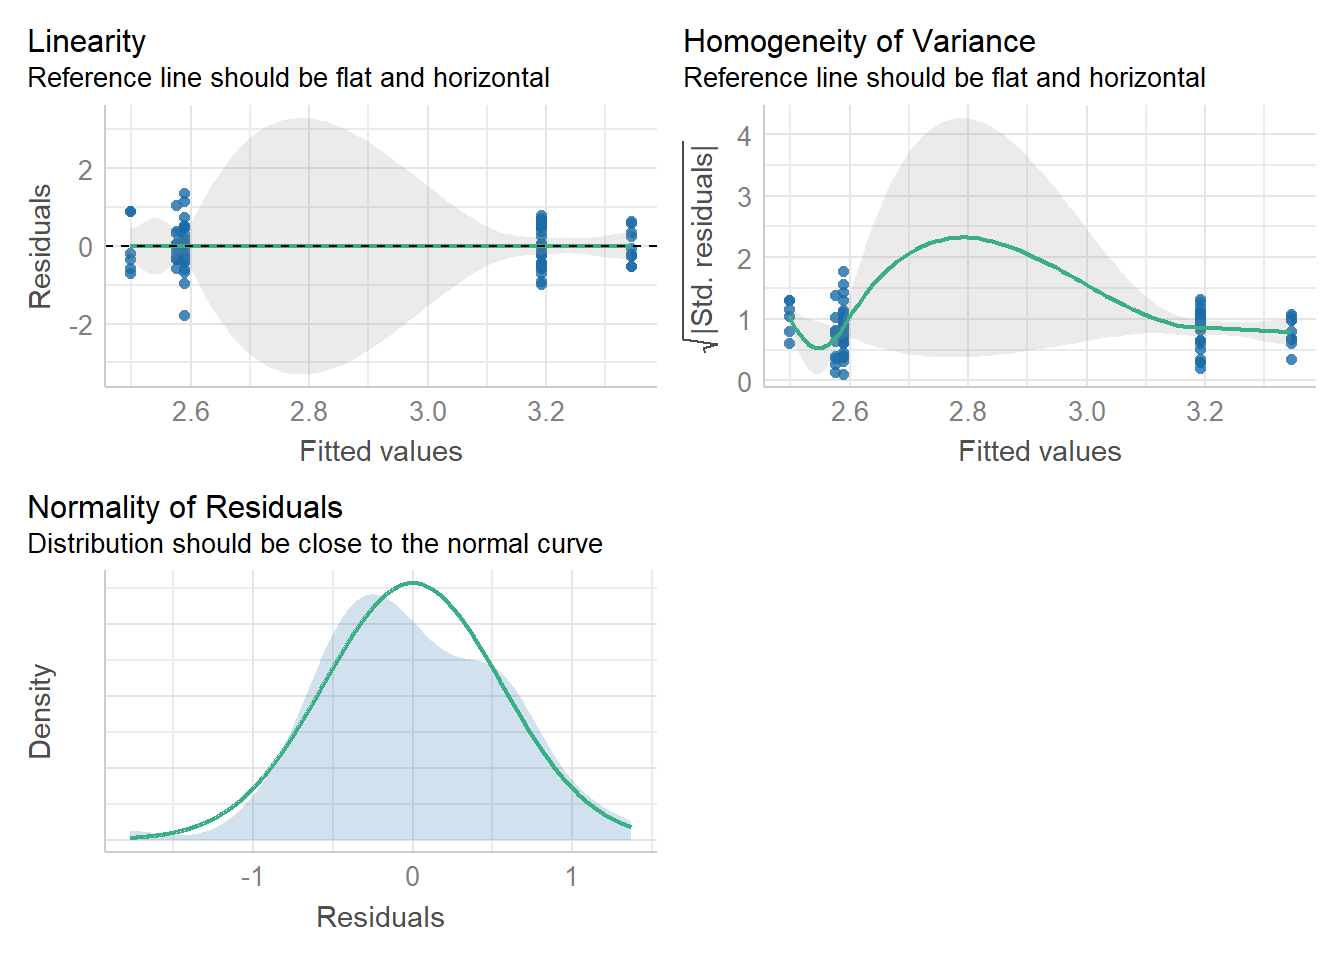 Linearity
Reference line should be flat and horizontal
2
0
-2
Residuals
2.6 2.8 3.0 3.2
Fitted values
Homogeneity of Variance
Reference line should be flat and horizontal
4
3
2
1
0
√|Std. residuals|
2.6 2.8 3.0 3.2
Fitted values
Normality of Residuals
Distribution should be close to the normal curve
Density
-1 0 1
Residuals